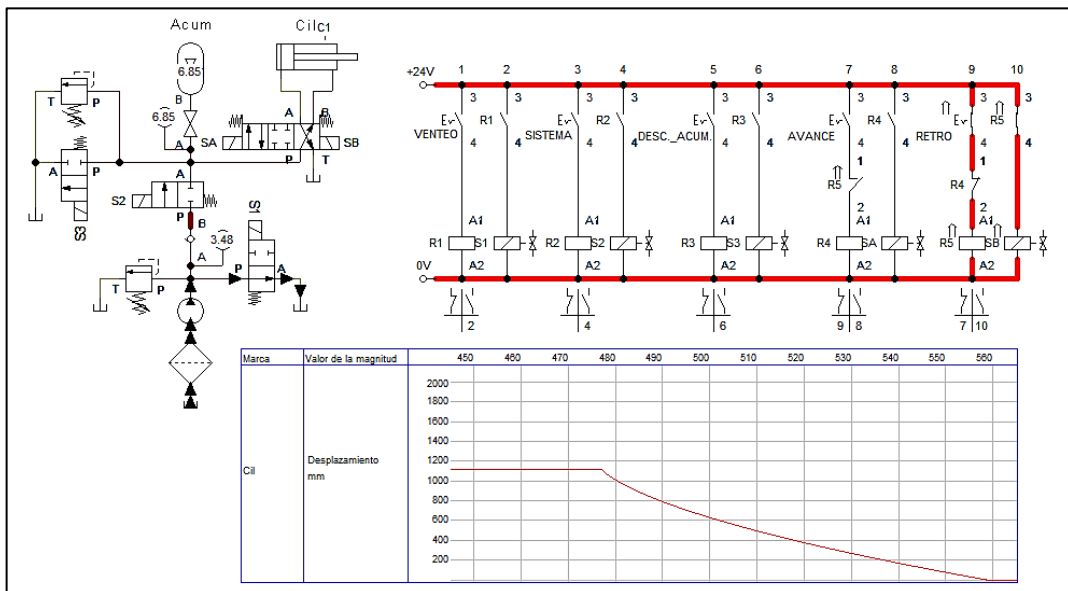 Acum
Cil C1
6.85
P
T
B
6.85
A
SA
A B
SB
P T
A
A P
S2
S3
P
B
S1
A
3.48
T P
P A
1 2 3 4 5 6 7 8 9 10
+24V
3 3 3 3 3 3 3 3 3 3
VENTEO R1 SISTEMA R2 DESC._ACUM. R3 AVANCE R4 RETRO R5
4 4 4 4 4 4 4 4 4 4
1 1
R5 R4
2 2
A1 A1 A1 A1 A1
R1 S1 R2 S2 R3 S3 R4 SA R5 SB
A2 A2 A2 A2 A2
0V
2 4 6 9 8 7 10
Marca Valor de la magnitud 450 460 470 480 490 500 510 520 530 540 550 560
2000
1800
1600
1400
1200
Cil Desplazamiento
mm
1000
800
600
400
200